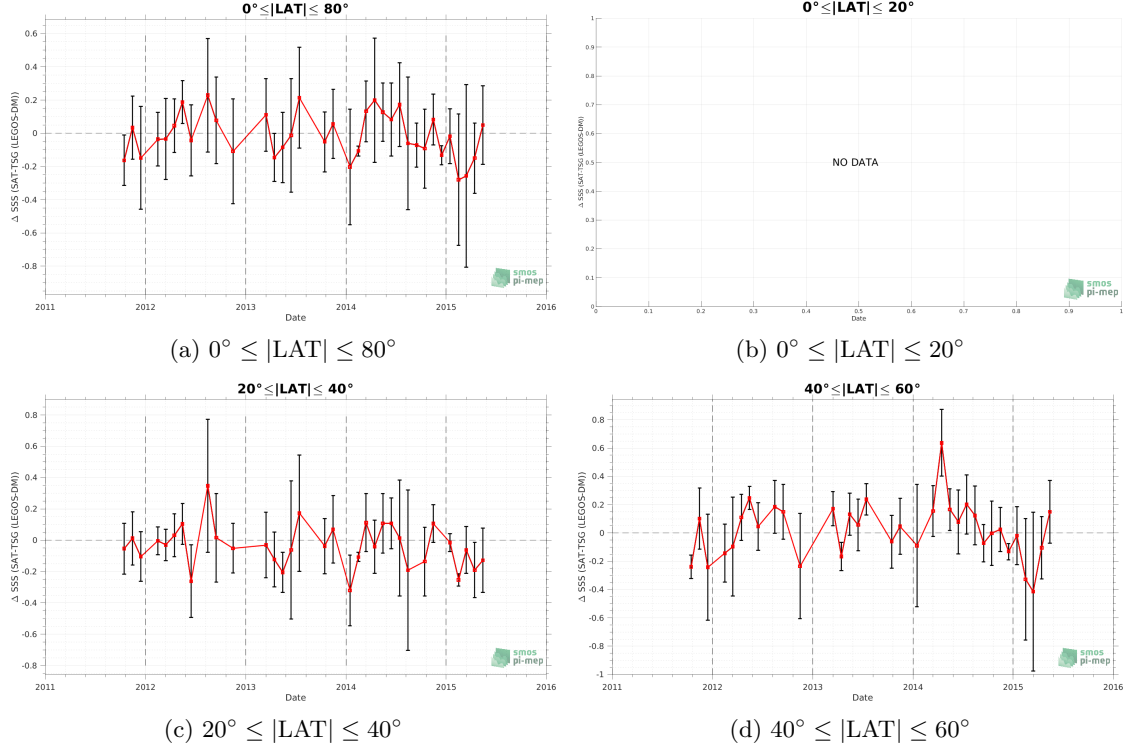 0°≤|LAT|≤ 80°
Δ SSS (SAT-TSG (LEGOS-DM))
0.6
0.4
0.2
0
-0.2
-0.4
-0.6
-0.8
2011
2012
2013
2014
2015
2016
Date
smos
pi-mep
(a) 0° ≤ |LAT| ≤ 80°
0°≤|LAT|≤ 20°
Δ SSS (SAT-TSG (LEGOS-DM))
1
0.9
0.8
0.7
0.6
0.5
0.4
0.3
0.2
0.1
0
NO DATA
0
0.1
0.2
0.3
0.4
0.5
0.6
0.7
0.8
0.9
1
Date
smos
pi-mep
(b) 0° ≤ |LAT| ≤ 20°
20°≤|LAT|≤ 40°
Δ SSS (SAT-TSG (LEGOS-DM))
0.8
0.6
0.4
0.2
0
-0.2
-0.4
-0.6
-0.8
2011
2012
2013
2014
2015
2016
Date
smos
pi-mep
(c) 20° ≤ |LAT| ≤ 40°
40°≤|LAT|≤ 60°
Δ SSS (SAT-TSG (LEGOS-DM))
0.8
0.6
0.4
0.2
0
-0.2
-0.4
-0.6
-0.8
-1
2011
2012
2013
2014
2015
2016
Date
smos
pi-mep
(d) 40° ≤ |LAT| ≤ 60°